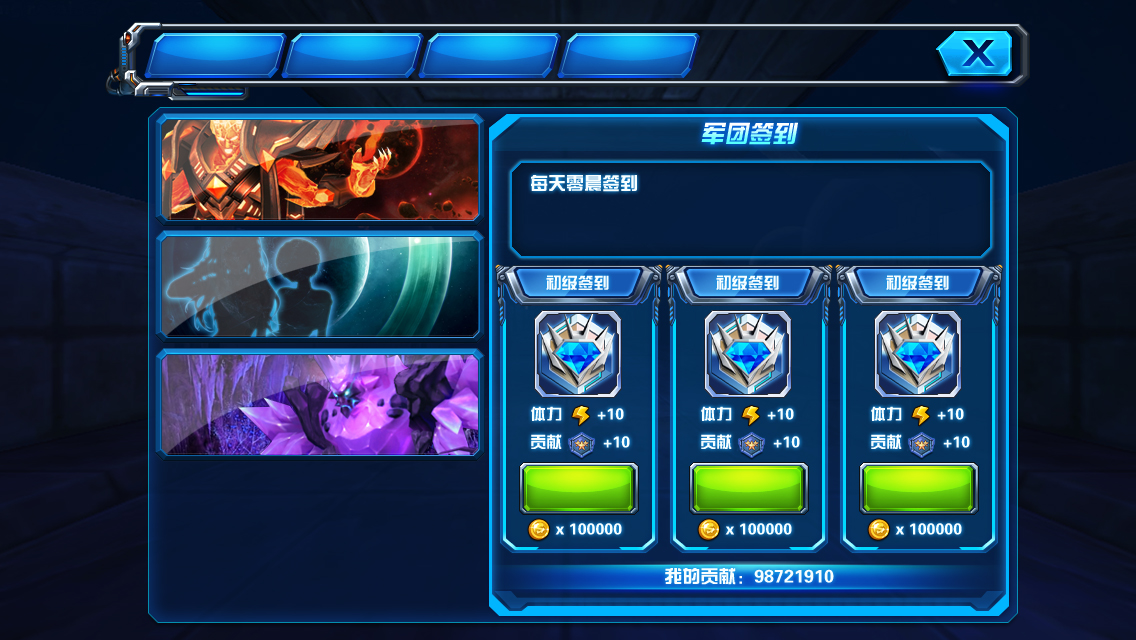 X
军团签到
每天零晨签到
初级签到 初级签到 初级签到
体力 +10 体力 +10 体力 +10
贡献 +10 贡献 +10 贡献 +10
x 100000 x 100000 x 100000
我的贡献：98721910